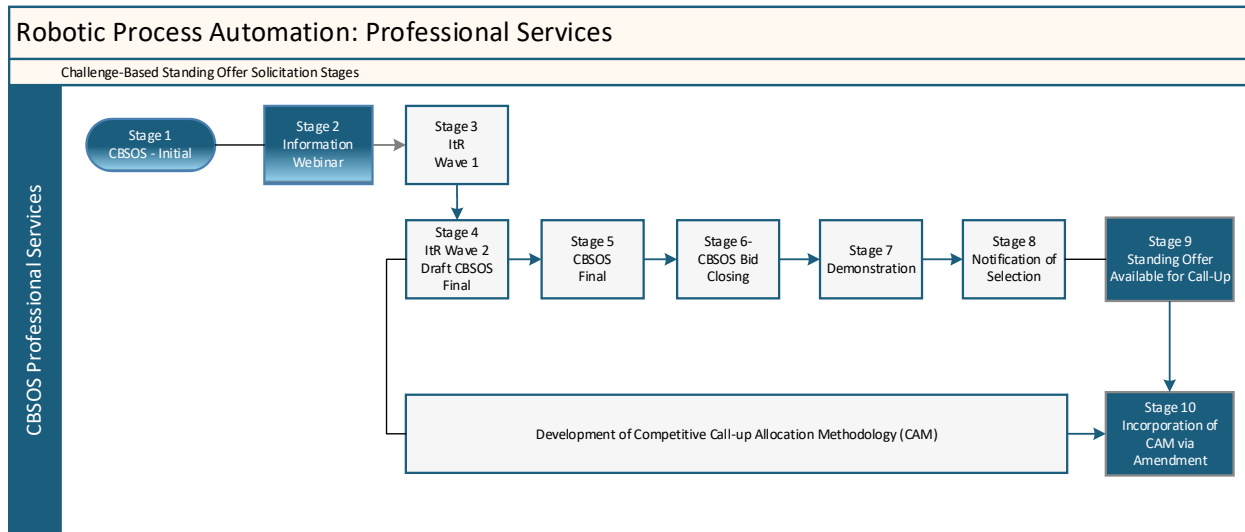 Robotic Process Automation: Professional Services
Challenge-Based Standing Offer Solicitation Stages
CBSOS Professional Services
Stage 1
CBSOS - Initial
Stage 2
Information
Webinar
Stage 3
ItR
Wave 1
Stage 4
ItR Wave 2
Draft CBSOS
Final
Stage 5
CBSOS
Final
Stage 6-
CBSOS Bid
Closing
Stage 7
Demonstration
Stage 8
Notification of
Selection
Stage 9
Standing Offer
Available for Call-Up
Development of Competitive Call-up Allocation Methodology (CAM)
Stage 10
Incorporation of
CAM via
Amendment